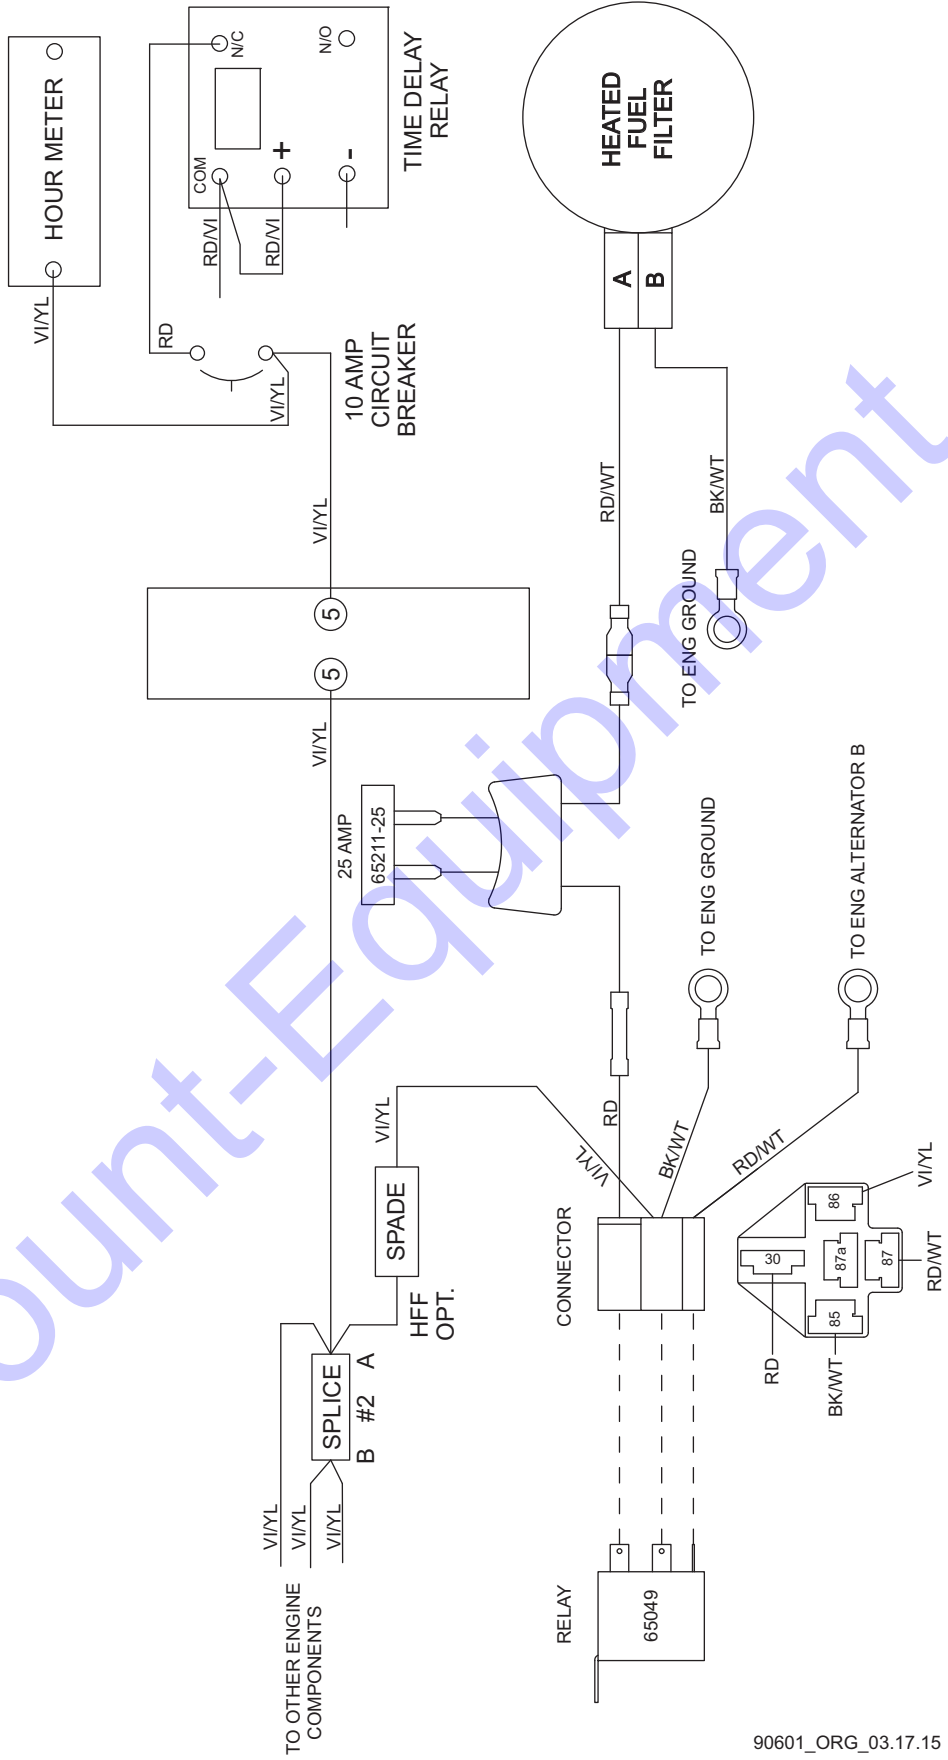 HOUR METER
VI/YL
RD
N/C
N/O
COM
+
-
RD/VI
RD/VI
TIME DELAY
RELAY
VI/YL
10 AMP
CIRCUIT
BREAKER
HEATED
FUEL
FILTER
A
B
VI/YL
RD/WT
BK/WT
5
5
TO ENG GROUND
VI/YL
25 AMP
65211-25
TO ENG GROUND
TO ENG ALTERNATOR B
VI/YL
RD
VI/YL
BK/WT
RD/WT
SPADE
HFF
OPT.
CONNECTOR
SPLICE
B #2 A
VI/YL
VI/YL
VI/YL
TO OTHER ENGINE
COMPONENTS
RELAY
65049
30
86
87a
87
85
RD
BK/WT
VI/YL
RD/WT
ount-Equipment
90601_ORG_03.17.15